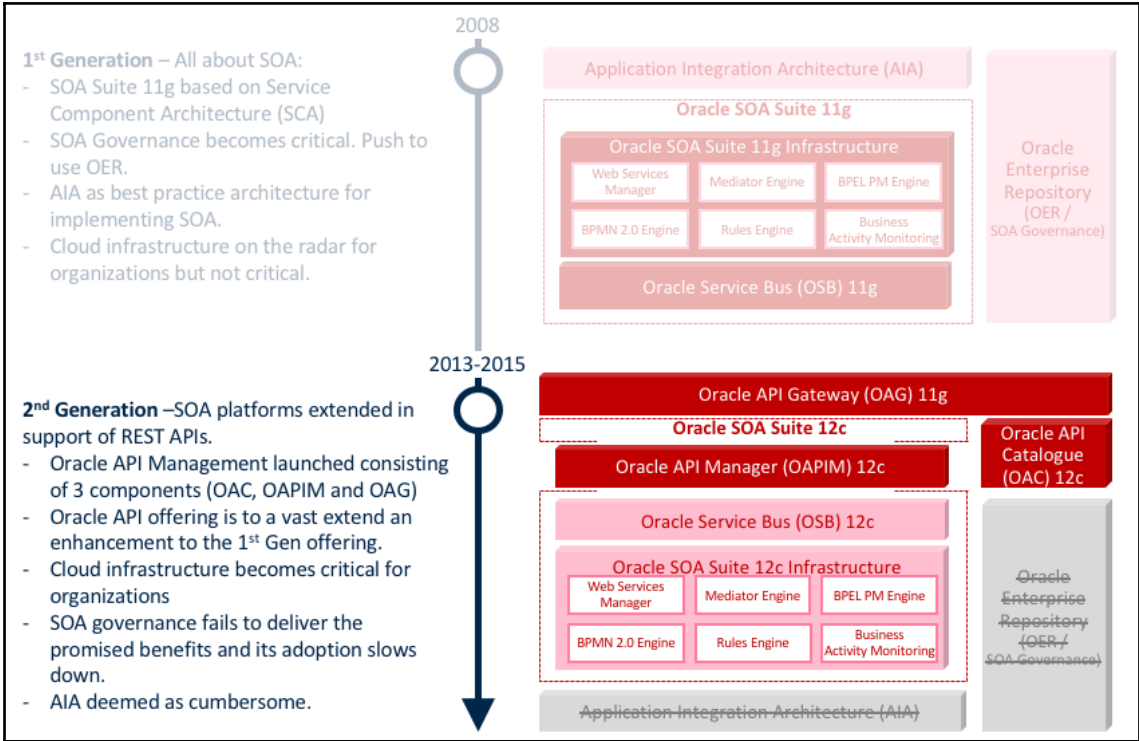 2008
1st Generation – All about SOA:
- SOA Suite 11g based on Service
Component Architecture (SCA)
- SOA Governance becomes critical. Push to
use OER.
- AIA as best practice architecture for
implementing SOA.
- Cloud infrastructure on the radar for
organizations but not critical.
Application Integration Architecture (AIA)
Oracle SOA Suite 11g
Oracle SOA Suite 11g Infrastructure
Web Services
Manager
Mediator Engine
BPEL PM Engine
BPMN 2.0 Engine
Rules Engine
Business
Activity Monitoring
Oracle Service Bus (OSB) 11g
Oracle
Enterprise
Repository
(OER /
SOA Governance)
2013-2015
2nd Generation –SOA platforms extended in
support of REST APIs.
- Oracle API Management launched consisting
of 3 components (OAC, OAPIM and OAG)
- Oracle API offering is to a vast extend an
enhancement to the 1st Gen offering.
- Cloud infrastructure becomes critical for
organizations
- SOA governance fails to deliver the
promised benefits and its adoption slows
down.
- AIA deemed as cumbersome.
Oracle API Gateway (OAG) 11g
Oracle SOA Suite 12c
Oracle API Manager (OAPIM) 12c
Oracle API
Catalogue
(OAC) 12c
Oracle Service Bus (OSB) 12c
Oracle SOA Suite 12c Infrastructure
Web Services
Manager
Mediator Engine
BPEL PM Engine
BPMN 2.0 Engine
Rules Engine
Business
Activity Monitoring
Oracle
Enterprise
Repository
(OER /
SOA Governance)
Application Integration Architecture (AIA)